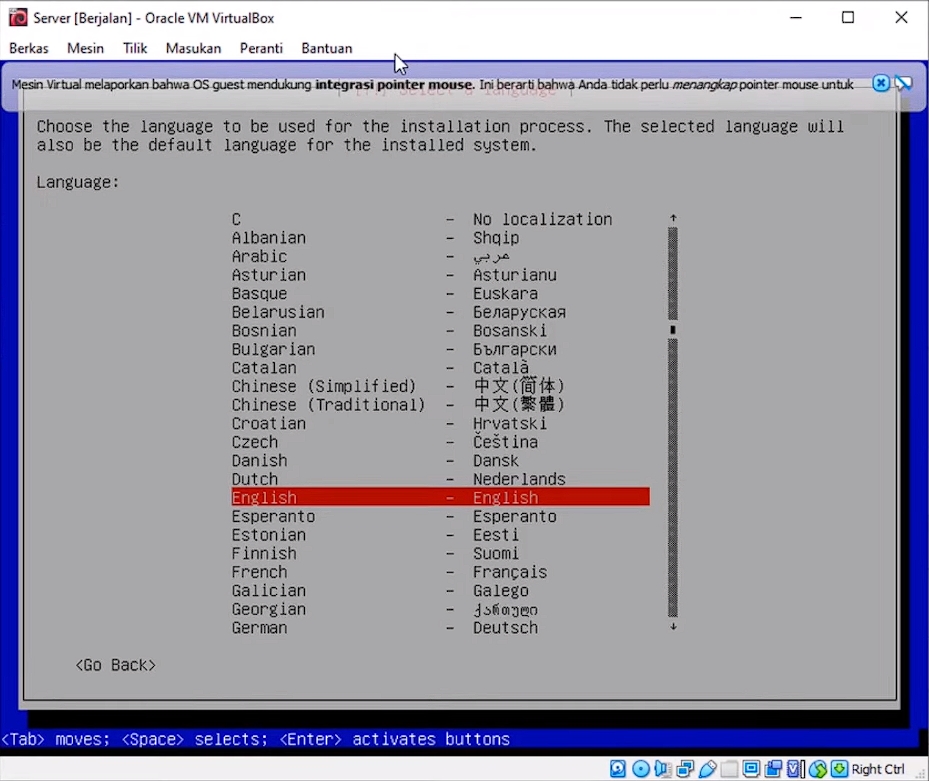 Server [Berjalan] - Oracle VM VirtualBox
Berkas Mesin Tilik Masukan Peranti Bantuan
Mesin Virtual melaporkan bahwa OS guest mendukung integrasi pointer mouse. Ini berarti bahwa Anda tidak perlu menangkap pointer mouse untuk
[!!] Select a language
Choose the language to be used for the installation process. The selected language will
also be the default language for the installed system.
Language:
C - No localization
Albanian - Shqip
Arabic - عربي
Asturian - Asturianu
Basque - Euskara
Belarusian - Беларуская
Bosnian - Bosanski
Bulgarian - Български
Catalan - Català
Chinese (Simplified) - 中文(简体)
Chinese (Traditional) - 中文(繁體)
Croatian - Hrvatski
Czech - Čeština
Danish - Dansk
Dutch - Nederlands
English - English
Esperanto - Esperanto
Estonian - Eesti
Finnish - Suomi
French - Français
Galician - Galego
Georgian - ქართული
German - Deutsch
<Go Back>
<Tab> moves; <Space> selects; <Enter> activates buttons
Right Ctrl